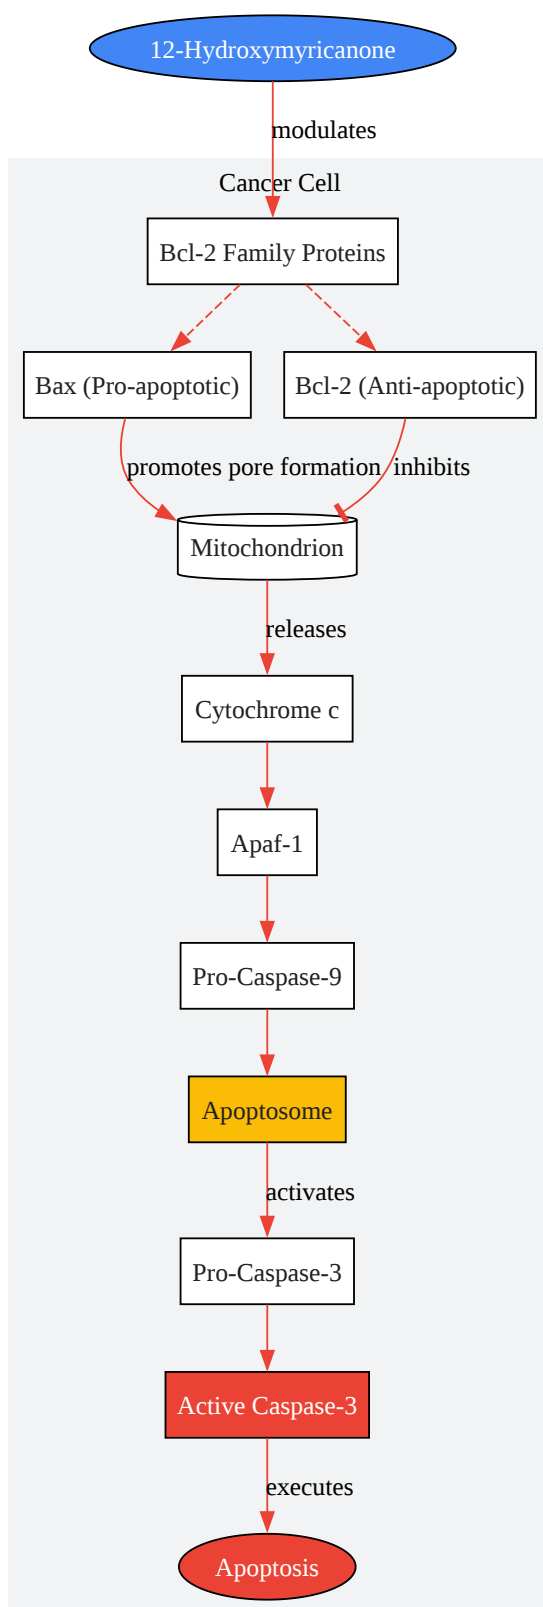 12-Hydroxymyricanone
modulates
Cancer Cell
Bcl-2 Family Proteins
Bax (Pro-apoptotic)
Bcl-2 (Anti-apoptotic)
promotes pore formation
inhibits
Mitochondrion
releases
Cytochrome c
Apaf-1
Pro-Caspase-9
Apoptosome
activates
Pro-Caspase-3
Active Caspase-3
executes
Apoptosis